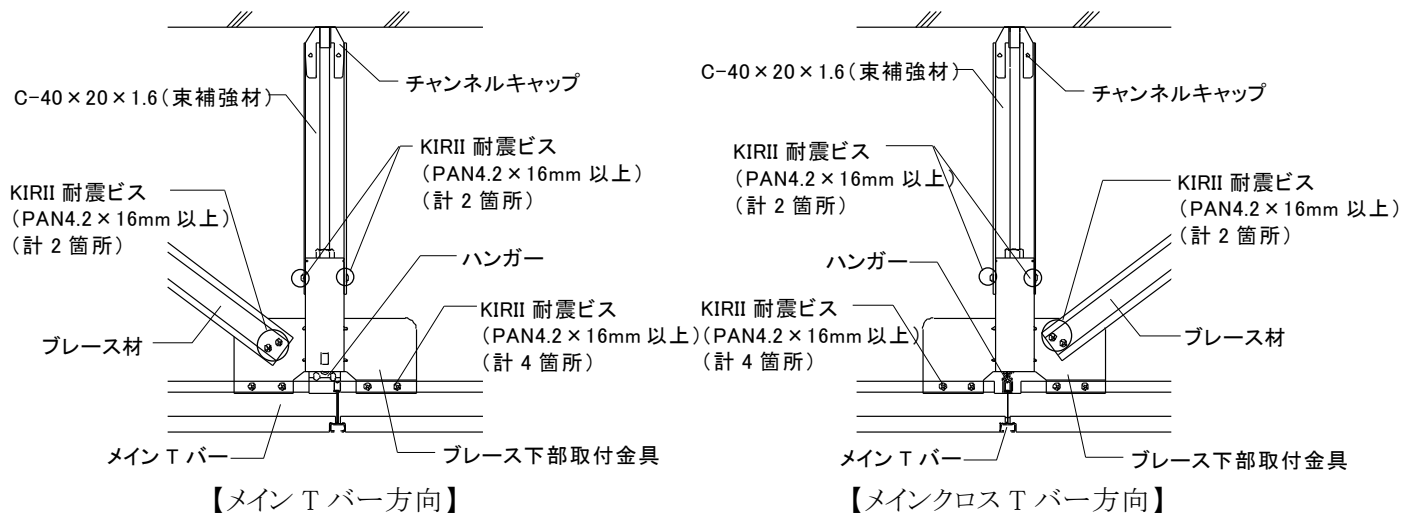 チャンネルキャップ
C-40×20×1.6(束補強材)
KIRII 耐震ビス
(PAN4.2×16mm 以上)
(計 2 箇所)
KIRII 耐震ビス
(PAN4.2×16mm 以上)
(計 2 箇所)
ハンガー
KIRII 耐震ビス
(PAN4.2×16mm 以上)
(計 4 箇所)
ブレース材
メイン T バー
ブレース下部取付金具
【メイン T バー方向】
C-40×20×1.6(束補強材)
チャンネルキャップ
KIRII 耐震ビス
(PAN4.2×16mm 以上)
(計 2 箇所)
KIRII 耐震ビス
(PAN4.2×16mm 以上)
(計 2 箇所)
ハンガー
KIRII 耐震ビス
(PAN4.2×16mm 以上)
(計 4 箇所)
ブレース材
メイン T バー
ブレース下部取付金具
【メインクロス T バー方向】